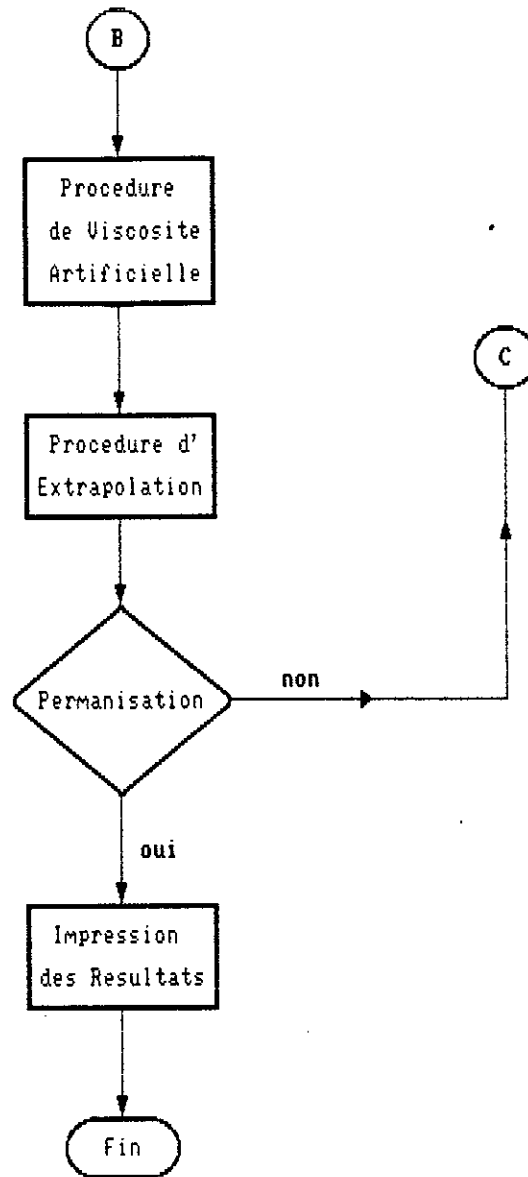 B
Procedure
de Viscosite
Artificielle
C
Procedure d'
Extrapolation
Permanisation
non
oui
Impression
des Resultats
Fin